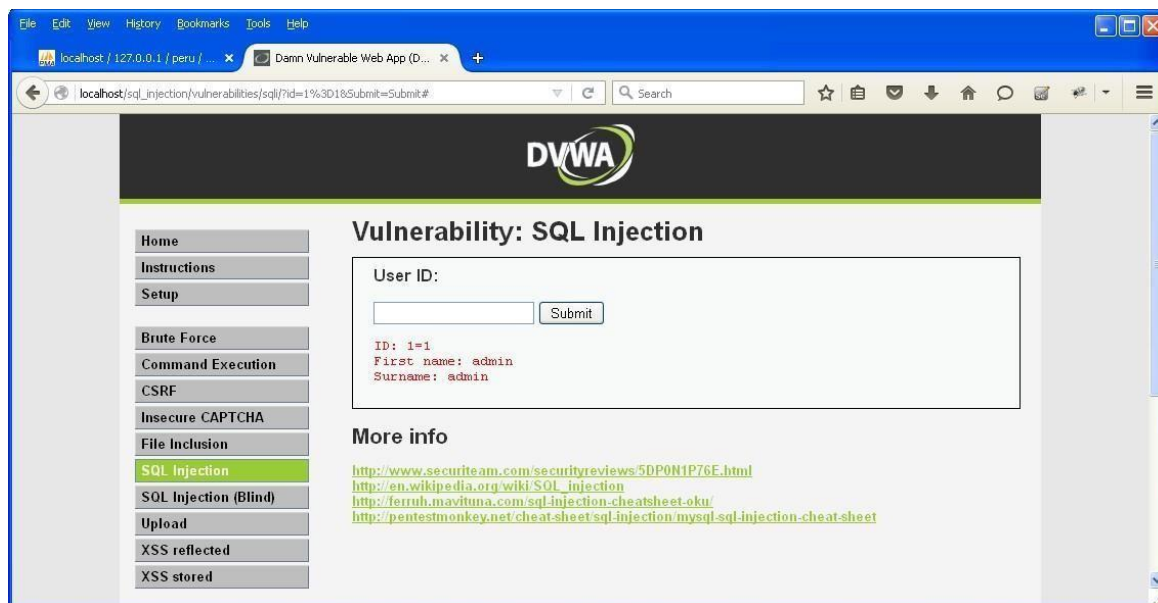 File Edit View History Bookmarks Tools Help
localhost / 127.0.0.1 / peru / ... × Damn Vulnerable Web App (D... × +
localhost/sql_injection/vulnerabilities/sqli/?id=1%3D1&Submit=Submit# Search
DVWA
Home
Instructions
Setup
Brute Force
Command Execution
CSRF
Insecure CAPTCHA
File Inclusion
SQL Injection
SQL Injection (Blind)
Upload
XSS reflected
XSS stored
Vulnerability: SQL Injection
User ID:
Submit
ID: 1=1
First name: admin
Surname: admin
More info
http://www.securiteam.com/securityreviews/5DP0N1P76E.html
http://en.wikipedia.org/wiki/SQL_injection
http://ferruh.mavituna.com/sql-injection-cheatsheet-oku/
http://pentestmonkey.net/cheat-sheet/sql-injection/mysql-sql-injection-cheat-sheet